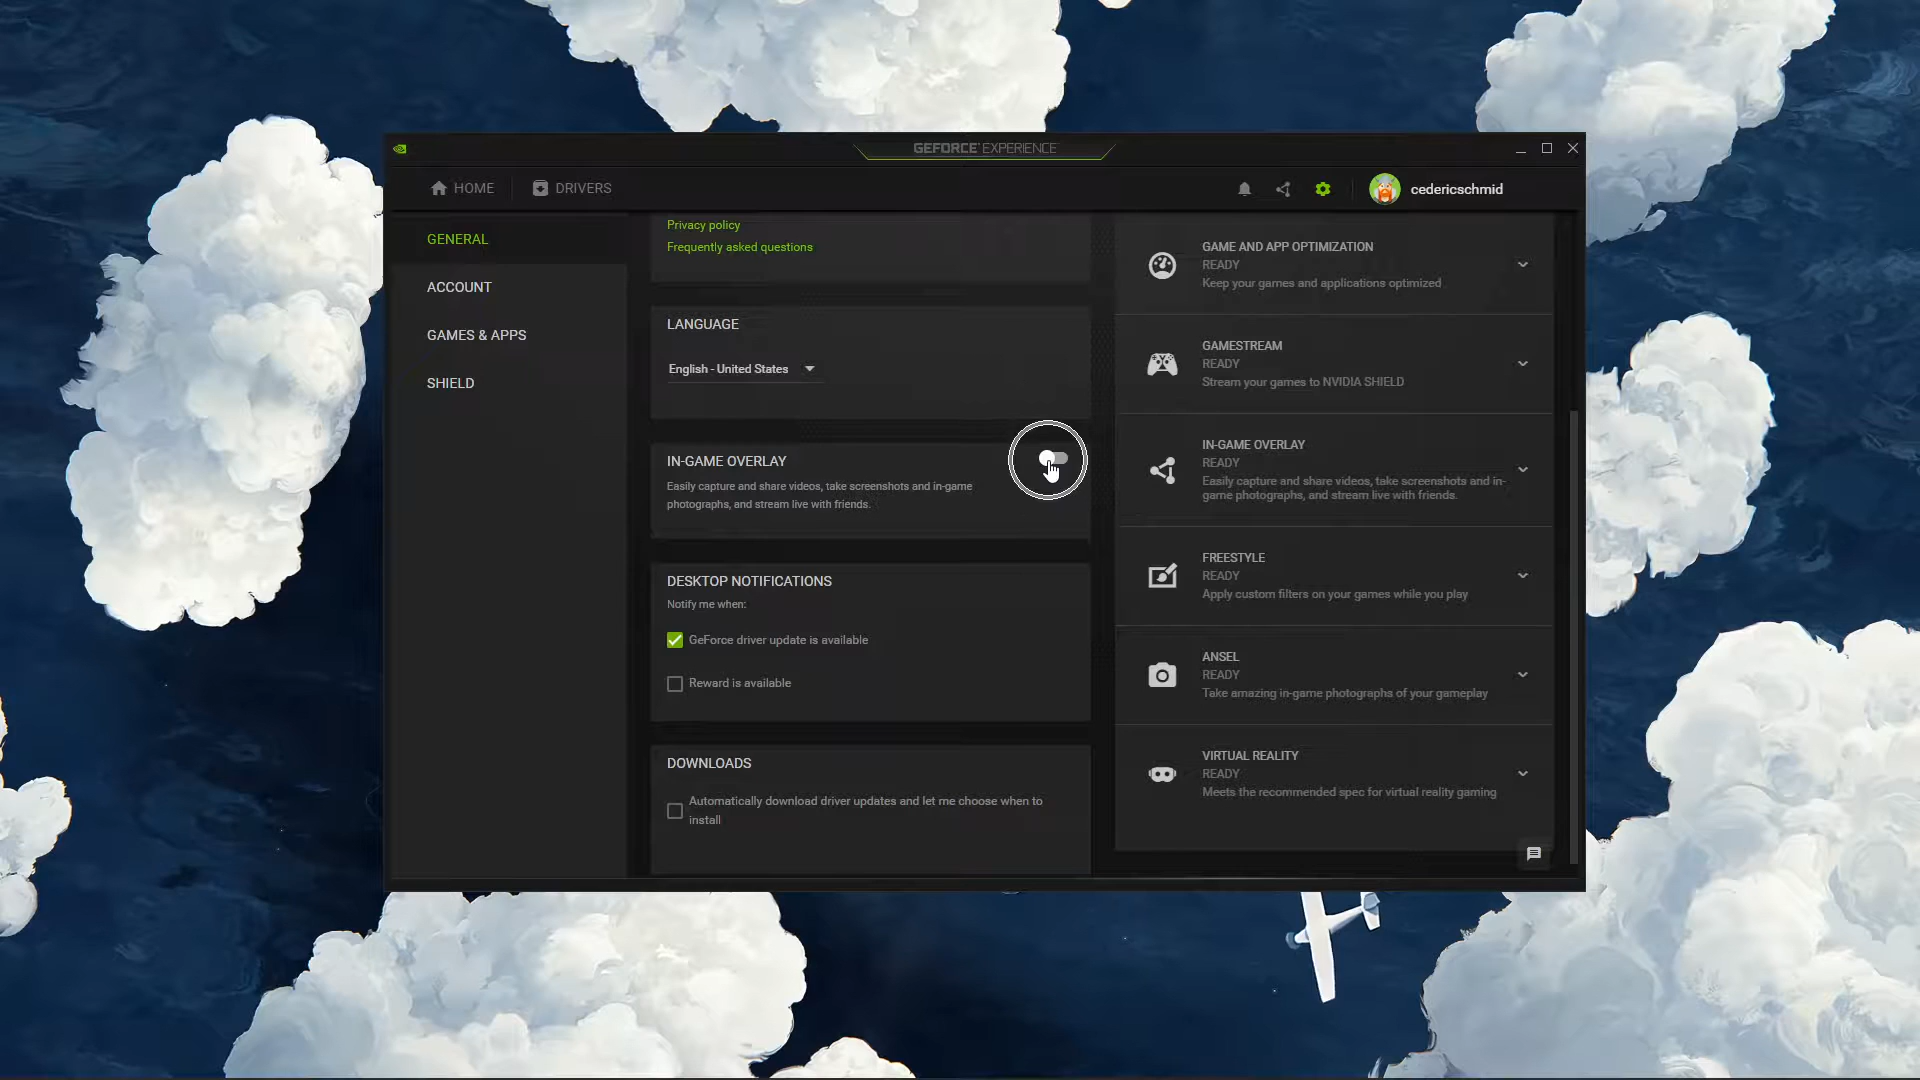 GEFORCE EXPERIENCE
HOME
DRIVERS
cedericschmid
GENERAL
ACCOUNT
GAMES & APPS
SHIELD
Privacy policy
Frequently asked questions
LANGUAGE
English - United States
IN-GAME OVERLAY
Easily capture and share videos, take screenshots and in-game
photographs, and stream live with friends.
DESKTOP NOTIFICATIONS
Notify me when:
GeForce driver update is available
Reward is available
DOWNLOADS
Automatically download driver updates and let me choose when to
install
GAME AND APP OPTIMIZATION
READY
Keep your games and applications optimized
GAMESTREAM
READY
Stream your games to NVIDIA SHIELD
IN-GAME OVERLAY
READY
Easily capture and share videos, take screenshots and in-
game photographs, and stream live with friends.
FREESTYLE
READY
Apply custom filters on your games while you play
ANSEL
READY
Take amazing in-game photographs of your gameplay
VIRTUAL REALITY
READY
Meets the recommended spec for virtual reality gaming